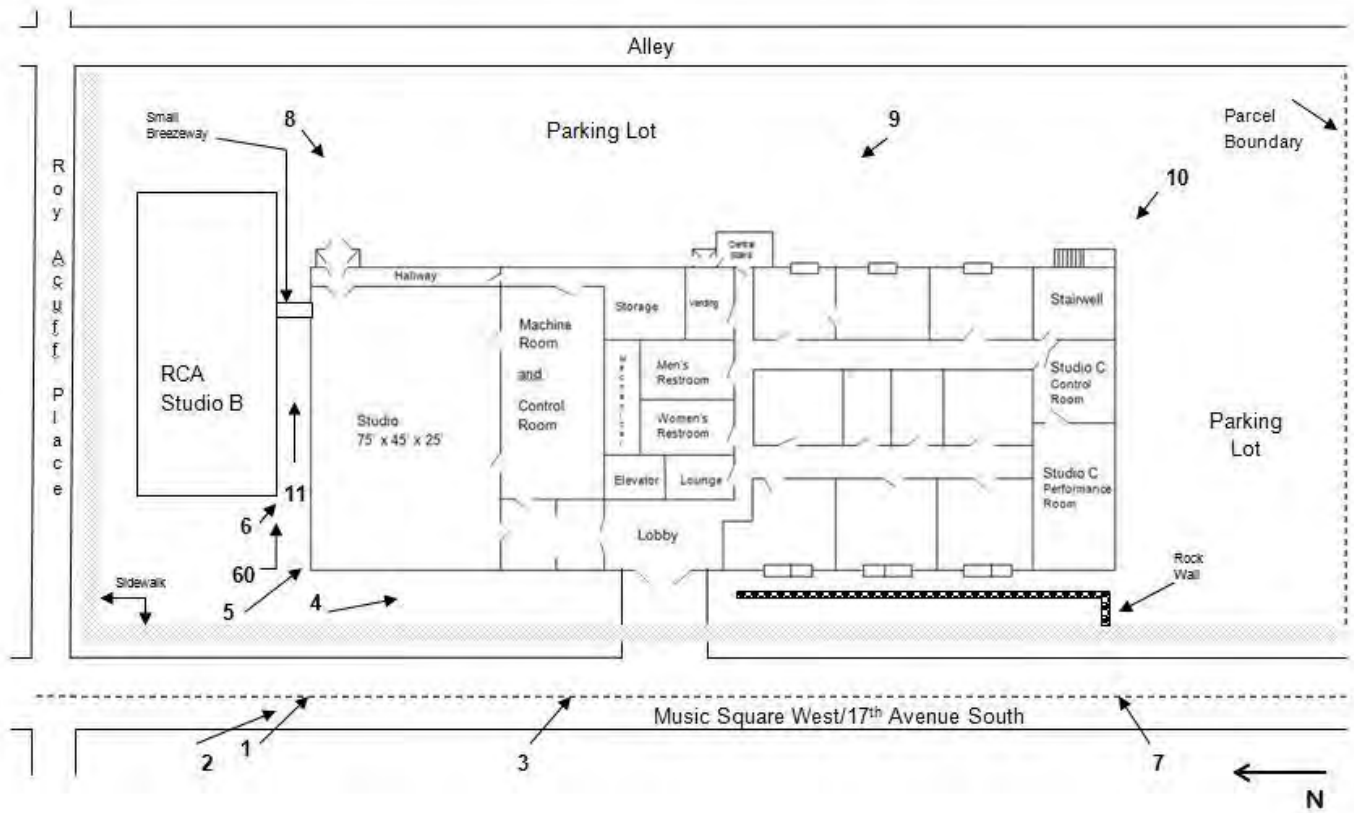 Alley
Small
Breezeway
8
Parking Lot
9
Parcel
Boundary
10
Roy Acuff Place
Central
Stairs
Hallway
Storage
Vending
Stairwell
Machine
Room
and
Control
Room
Mechanical
Men's
Restroom
Studio C
Control
Room
RCA
Studio B
Studio
75' x 45' x 25'
Women's
Restroom
Parking
Lot
Elevator
Lounge
Studio C
Performance
Room
11
6
Lobby
60
Sidewalk
5
4
Rock
Wall
Music Square West/17th Avenue South
2
1
3
7
N